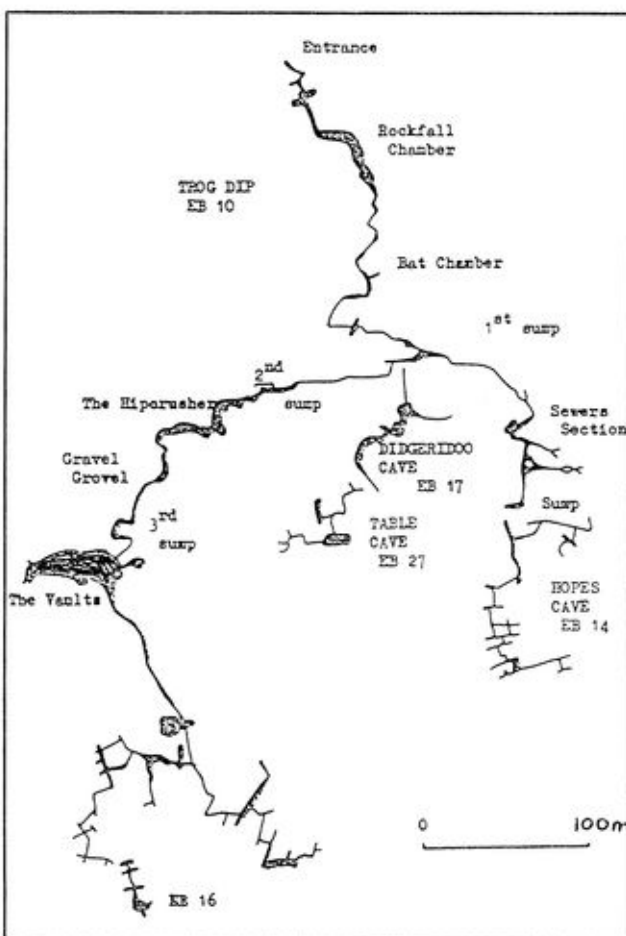 Entrance
Rockfall
Chamber
TROG DIP
EB 10
Bat Chamber
1st sump
2nd
sump
The Hipcrusher
Sewers
Section
DIDGERIDOO
CAVE
EB 17
Gravel
Grovel
3rd
sump
Sump
TABLE
CAVE
EB 27
The Vaults
HOPES
CAVE
EB 14
0 100m
KB 16